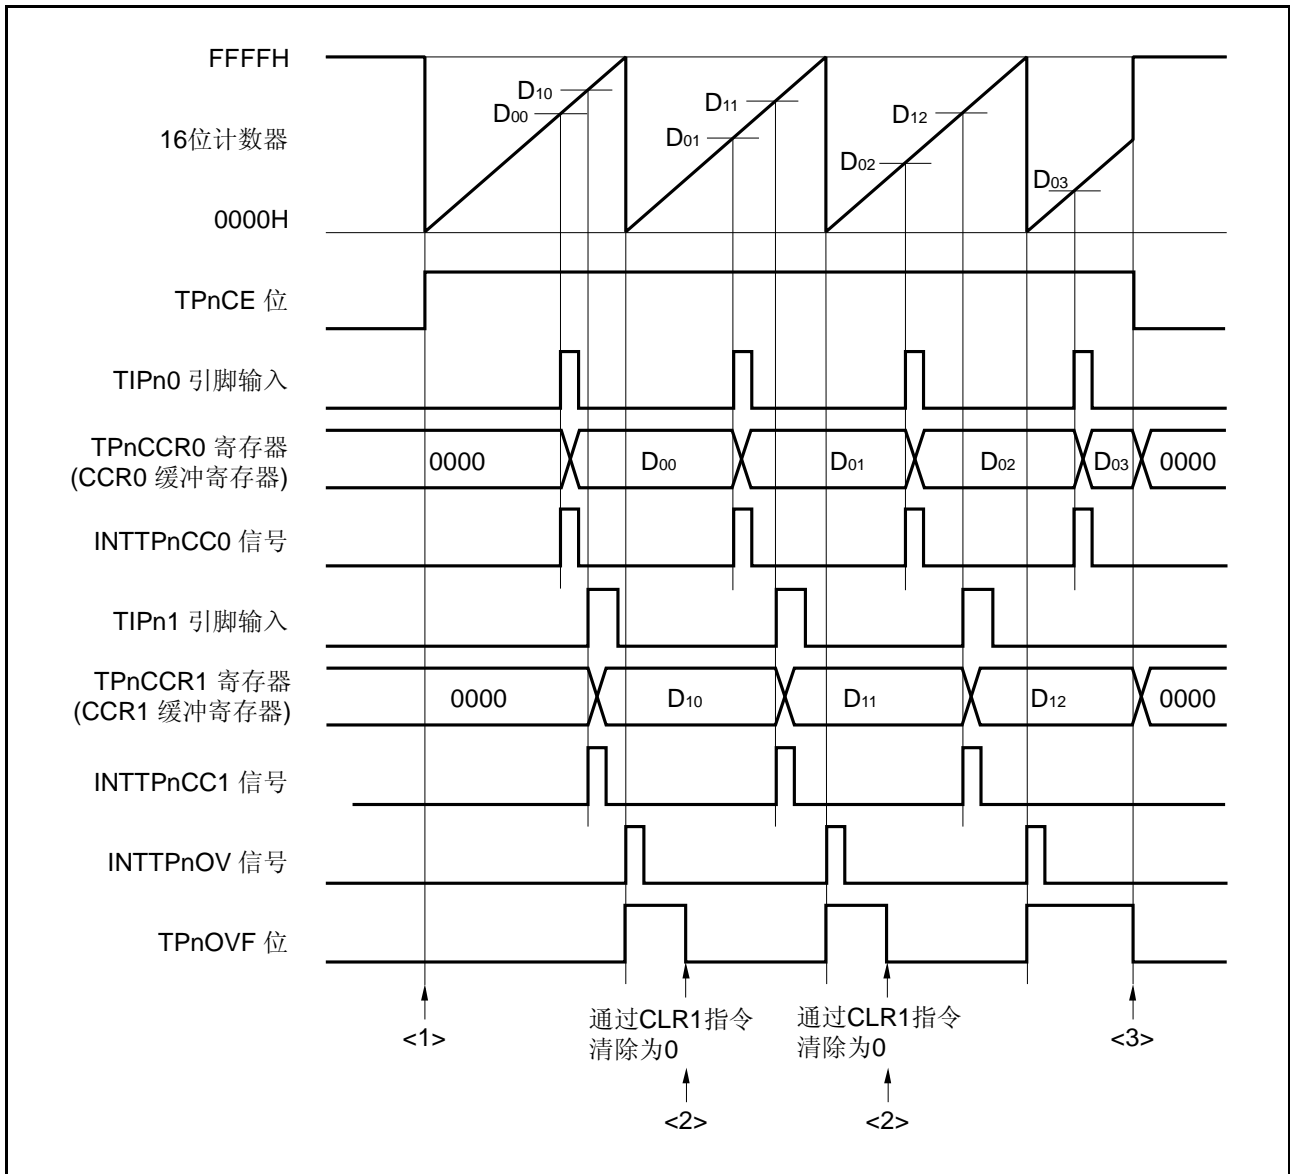 FFFFH
D10
D00
D11
D01
D12
D02
D03
16位计数器
0000H
TPnCE 位
TIPn0 引脚输入
TPnCCR0 寄存器
(CCR0 缓冲寄存器)
0000
D00
D01
D02
D03
0000
INTTPnCC0 信号
TIPn1 引脚输入
TPnCCR1 寄存器
(CCR1 缓冲寄存器)
0000
D10
D11
D12
0000
INTTPnCC1 信号
INTTPnOV 信号
TPnOVF 位
<1>
通过CLR1指令
清除为0
通过CLR1指令
清除为0
<3>
<2>
<2>